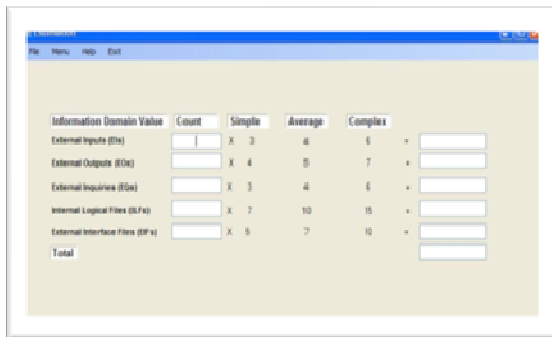 Estimation
File Menu Help Exit
Information Domain Value Count Simple Average Complex
External Inputs (EIs) X 3 4 6 =
External Outputs (EOs) X 4 5 7 =
External Inquiries (EQs) X 3 4 6 =
Internal Logical Files (ILFs) X 7 10 15 =
External Interface Files (EIFs) X 5 7 10 =
Total